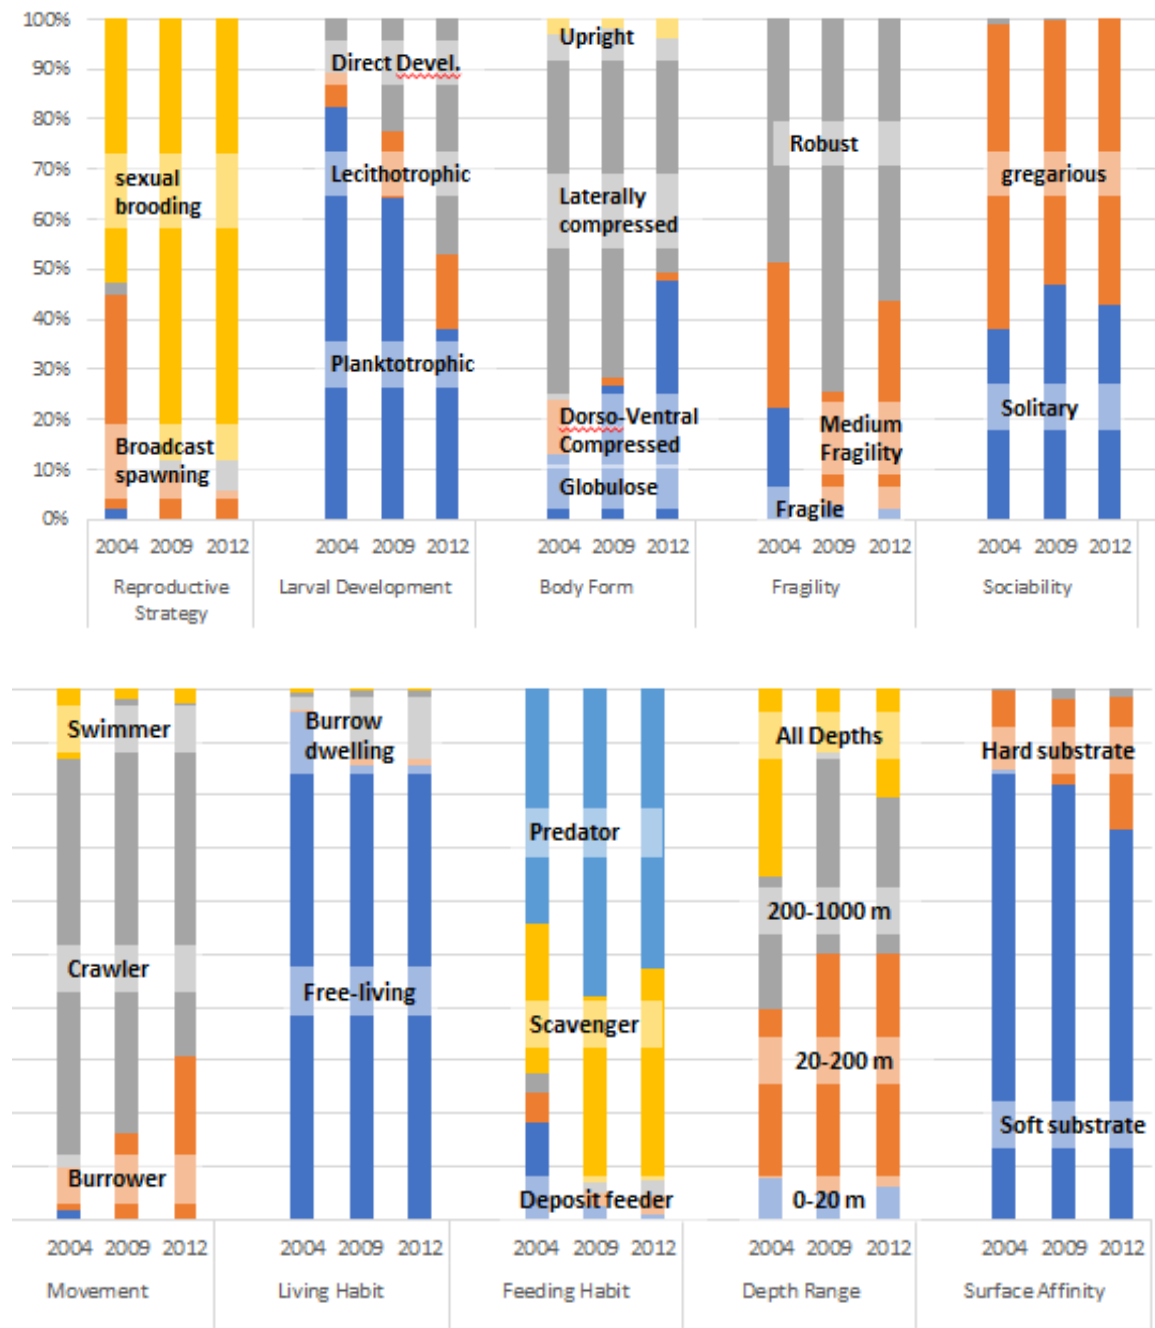 100%
90%
80%
70%
60%
50%
40%
30%
20%
10%
0%
sexual
brooding
Broadcast
spawning
Direct Devel.
Lecithotrophic
Planktotrophic
Upright
Laterally
compressed
Dorso-Ventral
Compressed
Globulose
Robust
Medium
Fragility
Fragile
gregarious
Solitary
2004 2009 2012 2004 2009 2012 2004 2009 2012 2004 2009 2012 2004 2009 2012
Reproductive
Strategy
Larval Development
Body Form
Fragility
Sociability
Swimmer
Crawler
Burrower
Burrow
dwelling
Free-living
Predator
Scavenger
Deposit feeder
All Depths
200-1000 m
20-200 m
0-20 m
Hard substrate
Soft substrate
2004 2009 2012 2004 2009 2012 2004 2009 2012 2004 2009 2012 2004 2009 2012
Movement
Living Habit
Feeding Habit
Depth Range
Surface Affinity